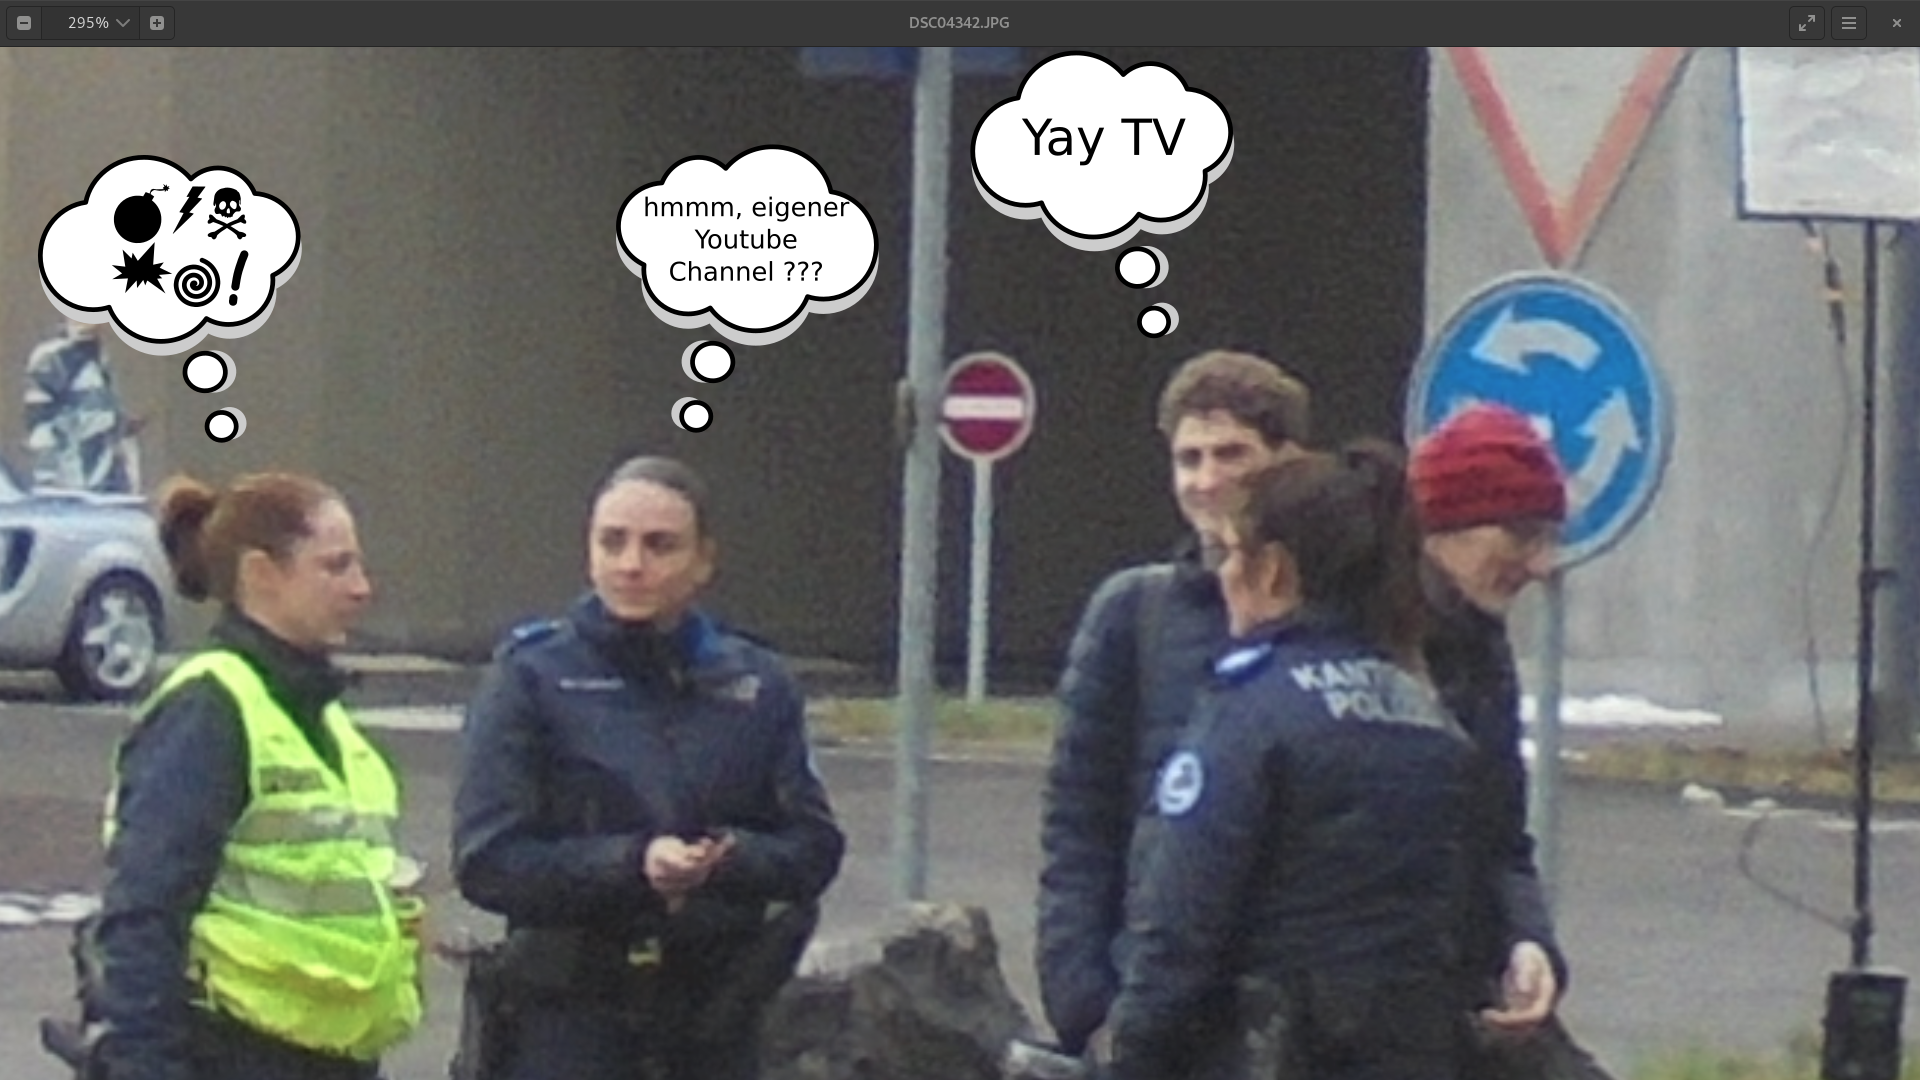 295%
DSC04342.JPG
Yay TV
hmmm, eigener
Youtube
Channel ???